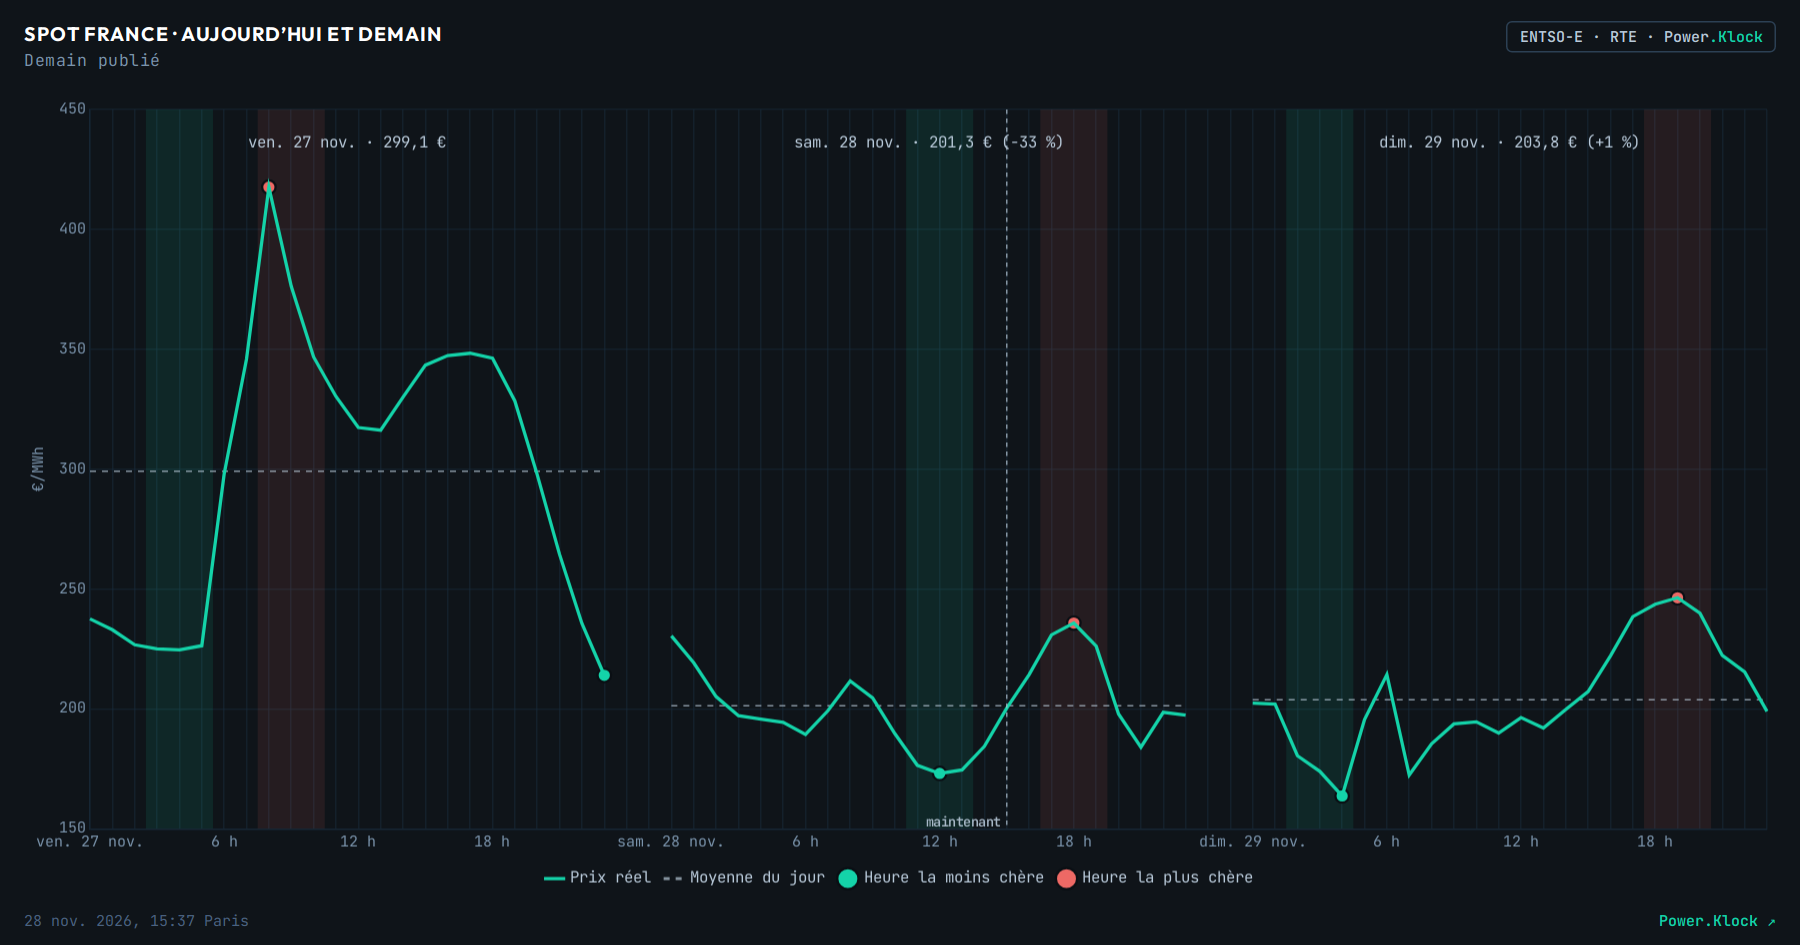 SPOT FRANCE · AUJOURD’HUI ET DEMAIN
Demain publié
ENTSO-E · RTE · Power.Klock
ven. 27 nov. · 299,1 €
sam. 28 nov. · 201,3 € (-33 %)
dim. 29 nov. · 203,8 € (+1 %)
€/MWh
450
400
350
300
250
200
150
maintenant
ven. 27 nov.
6 h
12 h
18 h
sam. 28 nov.
6 h
12 h
18 h
dim. 29 nov.
6 h
12 h
18 h
Prix réel
Moyenne du jour
Heure la moins chère
Heure la plus chère
28 nov. 2026, 15:37 Paris
Power.Klock ↗